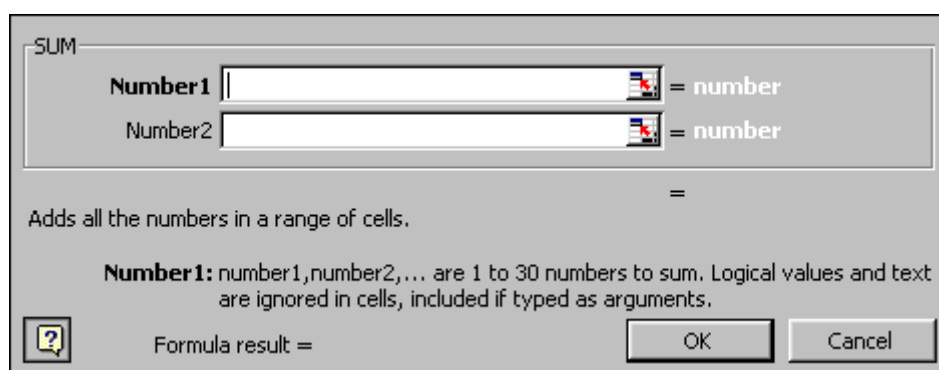 SUM
Number1 = number
Number2 = number
=
Adds all the numbers in a range of cells.
Number1: number1,number2,... are 1 to 30 numbers to sum. Logical values and text
are ignored in cells, included if typed as arguments.
? Formula result = OK Cancel